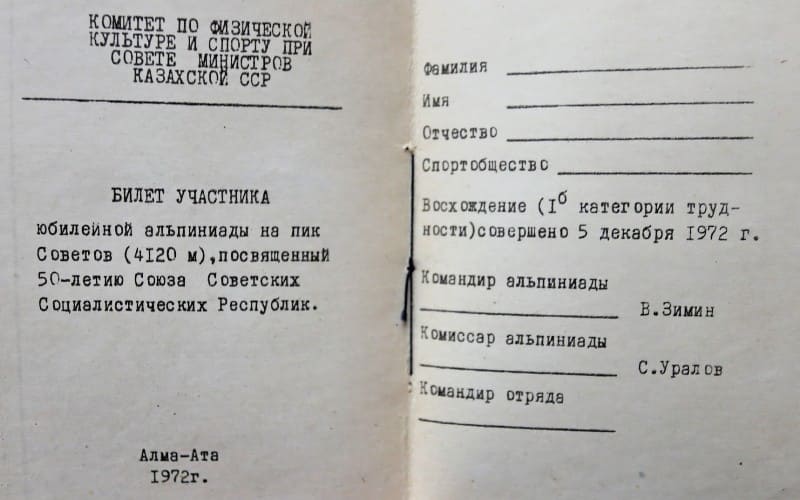 КОМИТЕТ ПО ФИЗИЧЕСКОЙ
КУЛЬТУРЕ И СПОРТУ ПРИ
СОВЕТЕ МИНИСТРОВ
КАЗАХСКОЙ ССР
БИЛЕТ УЧАСТНИКА
юбилейной альпиниады на пик
Советов (4120 м), посвященный
50-летию Союза Советских
Социалистических Республик.
Алма-Ата
1972г.
Фамилия
Имя
Отчество
Спортобщество
Восхождение (Iб категории труд-
ности)совершено 5 декабря 1972 г.
Командир альпиниады
В.Зимин
Комиссар альпиниады
С.Уралов
Командир отряда